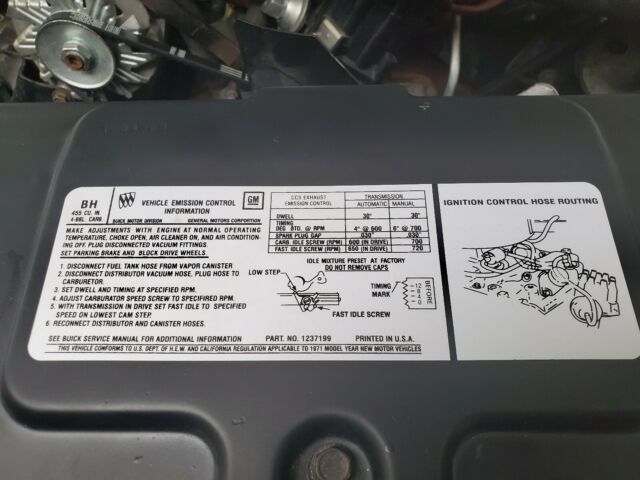 BH
455 CU. IN.
4-BBL. CARB.
VEHICLE EMISSION CONTROL
INFORMATION
BUICK MOTOR DIVISION GENERAL MOTORS CORPORATION
GM
MAKE ADJUSTMENTS WITH ENGINE AT NORMAL OPERATING
TEMPERATURE, CHOKE OPEN, AIR CLEANER ON, AND AIR CONDITION-
ING OFF. PLUG DISCONNECTED VACUUM FITTINGS.
SET PARKING BRAKE AND BLOCK DRIVE WHEELS.
1. DISCONNECT FUEL TANK HOSE FROM VAPOR CANISTER
2. DISCONNECT DISTRIBUTOR VACUUM HOSE, PLUG HOSE TO
CARBURETOR.
3. SET DWELL AND TIMING AT SPECIFIED RPM.
4. ADJUST CARBURETOR SPEED SCREW TO SPECIFIED RPM.
5. WITH TRANSMISSION IN DRIVE SET FAST IDLE TO SPECIFIED
SPEED ON LOWEST CAM STEP.
6. RECONNECT DISTRIBUTOR AND CANISTER HOSES.
CCS EXHAUST
EMISSION CONTROL
TRANSMISSION
AUTOMATIC MANUAL
DWELL 30° 30°
TIMING
DEG. BTD. @ RPM 4° @ 600 6° @ 700
SPARK PLUG GAP .030" .030"
CARB. IDLE SCREW (RPM) 600 (IN DRIVE) 700
FAST IDLE SCREW (RPM) 650 (IN DRIVE) 720
IDLE MIXTURE PRESET AT FACTORY
DO NOT REMOVE CAPS
LOW STEP
FAST IDLE SCREW
TIMING
MARK
12
8
4
0
BEFORE
SEE BUICK SERVICE MANUAL FOR ADDITIONAL INFORMATION PART NO. 1237199 PRINTED IN U.S.A.
THIS VEHICLE CONFORMS TO U.S. DEPT. OF H.E.W. AND CALIFORNIA REGULATION APPLICABLE TO 1971 MODEL YEAR NEW MOTOR VEHICLES
IGNITION CONTROL HOSE ROUTING